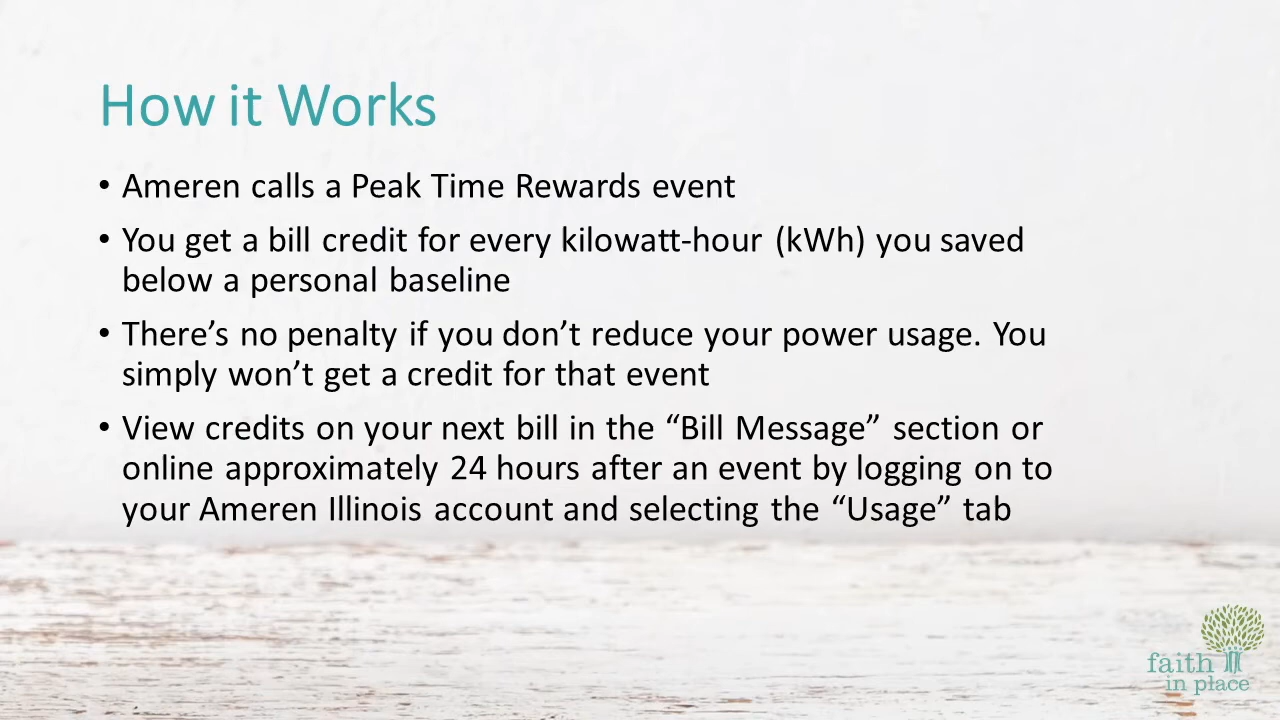 How it Works
• Ameren calls a Peak Time Rewards event
• You get a bill credit for every kilowatt-hour (kWh) you saved
below a personal baseline
• There’s no penalty if you don’t reduce your power usage. You
simply won’t get a credit for that event
• View credits on your next bill in the “Bill Message” section or
online approximately 24 hours after an event by logging on to
your Ameren Illinois account and selecting the “Usage” tab
faith
in place